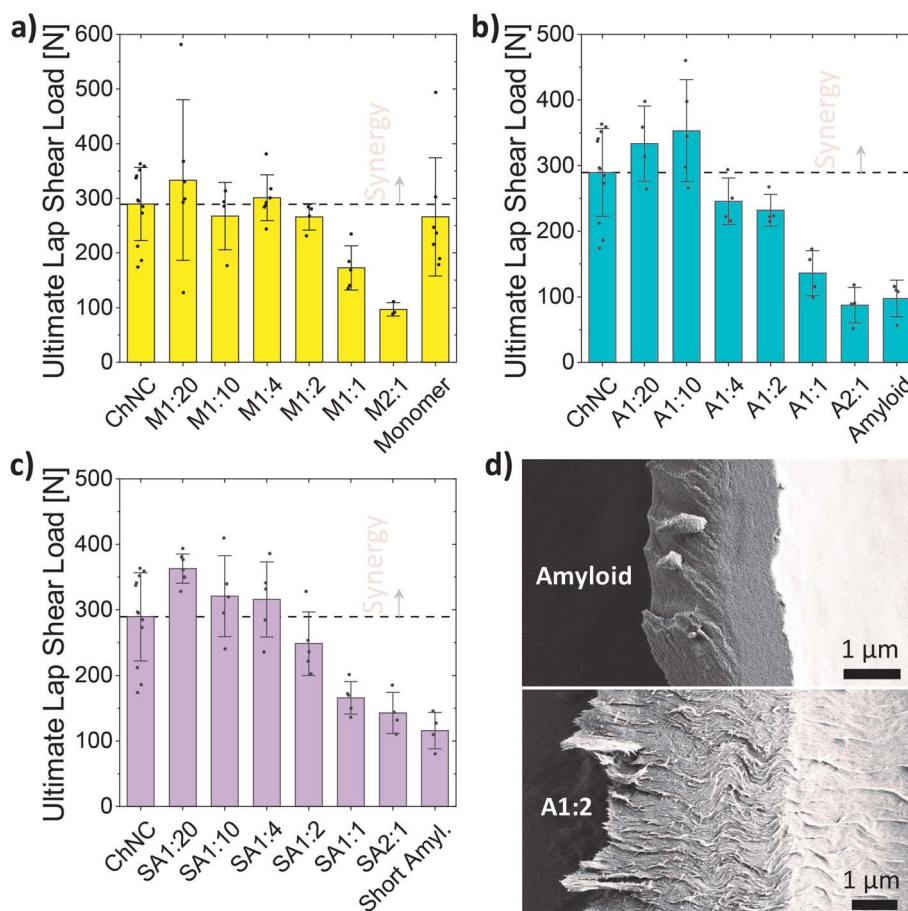 a)
Ultimate Lap Shear Load [N]
600
500
400
300
200
100
0
Synergy
ChNC
M1:20
M1:10
M1:4
M1:2
M1:1
M2:1
Monomer
b)
Ultimate Lap Shear Load [N]
500
400
300
200
100
0
Synergy
ChNC
A1:20
A1:10
A1:4
A1:2
A1:1
A2:1
Amyloid
c)
Ultimate Lap Shear Load [N]
500
400
300
200
100
0
Synergy
ChNC
SA1:20
SA1:10
SA1:4
SA1:2
SA1:1
SA2:1
Short Amyl.
d)
Amyloid
1 µm
A1:2
1 µm